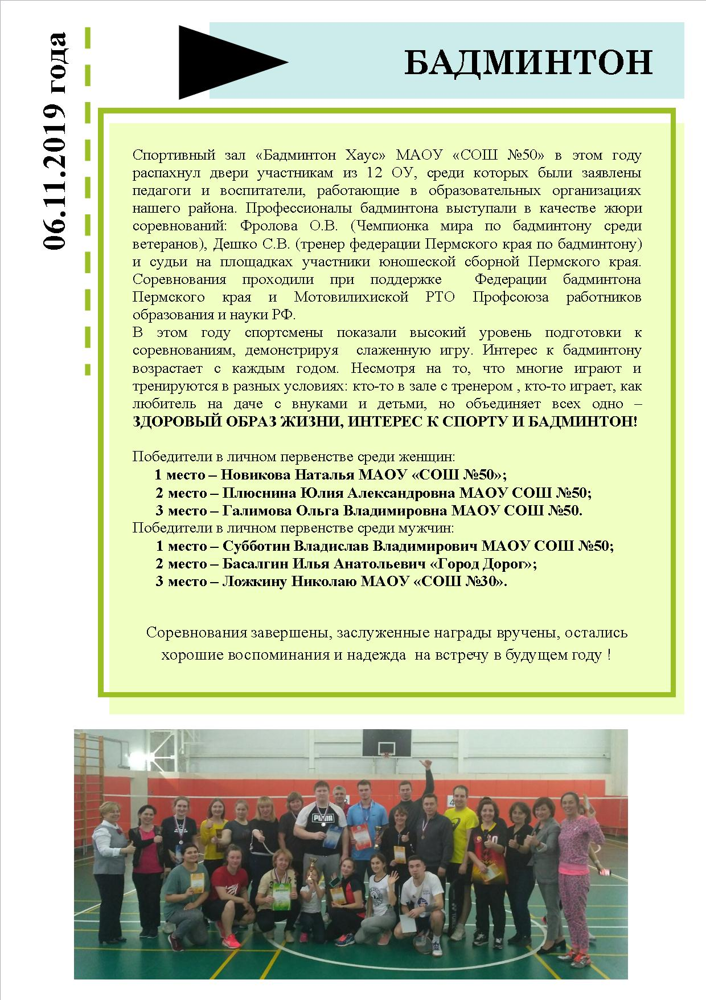 06.11.2019 года
БАДМИНТОН
Спортивный зал «Бадминтон Хаус» МАОУ «СОШ №50» в этом году
распахнул двери участникам из 12 ОУ, среди которых были заявлены
педагоги и воспитатели, работающие в образовательных организациях
нашего района. Профессионалы бадминтона выступали в качестве жюри
соревнований: Фролова О.В. (Чемпионка мира по бадминтону среди
ветеранов), Дешко С.В. (тренер федерации Пермского края по бадминтону)
и судьи на площадках участники юношеской сборной Пермского края.
Соревнования проходили при поддержке Федерации бадминтона
Пермского края и Мотовилихиской РТО Профсоюза работников
образования и науки РФ.
В этом году спортсмены показали высокий уровень подготовки к
соревнованиям, демонстрируя слаженную игру. Интерес к бадминтону
возрастает с каждым годом. Несмотря на то, что многие играют и
тренируются в разных условиях: кто-то в зале с тренером , кто-то играет, как
любитель на даче с внуками и детьми, но объединяет всех одно –
ЗДОРОВЫЙ ОБРАЗ ЖИЗНИ, ИНТЕРЕС К СПОРТУ И БАДМИНТОН!
Победители в личном первенстве среди женщин:
1 место – Новикова Наталья МАОУ «СОШ №50»;
2 место – Плюснина Юлия Александровна МАОУ СОШ №50;
3 место – Галимова Ольга Владимировна МАОУ СОШ №50.
Победители в личном первенстве среди мужчин:
1 место – Субботин Владислав Владимирович МАОУ СОШ №50;
2 место – Басалгин Илья Анатольевич «Город Дорог»;
3 место – Ложкину Николаю МАОУ «СОШ №30».
Соревнования завершены, заслуженные награды вручены, остались
хорошие воспоминания и надежда на встречу в будущем году !
PUMA